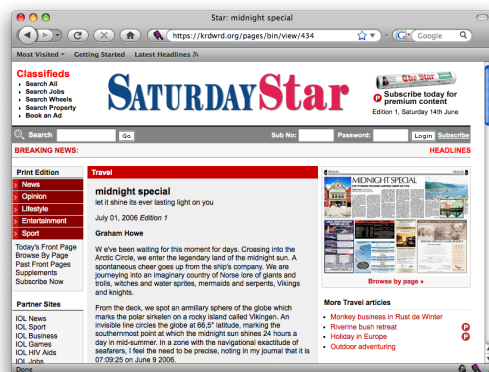 Star: midnight special
https://krdwrd.org/pages/bin/view/434
Google
Most Visited
Getting Started
Latest Headlines
Classifieds
Search All
Search Jobs
Search Wheels
Search Property
Book an Ad
SATURDAY Star
The Star
Subscribe today for
premium content
Edition 1, Saturday 14th June
Search
Go
Sub No:
Password:
Login
Subscribe
BREAKING NEWS:
HEADLINES
Print Edition
News
Opinion
Lifestyle
Entertainment
Sport
Today's Front Page
Browse By Page
Past Front Pages
Supplements
Subscribe Now
Partner Sites
IOL News
IOL Sport
IOL Business
IOL Games
IOL HIV Aids
IOL Jobs
Travel
midnight special
let it shine its ever lasting light on you
July 01, 2006 Edition 1
Graham Howe
W e've been waiting for this moment for days. Crossing into the
Arctic Circle, we enter the legendary land of the midnight sun. A
spontaneous cheer goes up from the ship's company. We are
journeying into an imaginary country of Norse lore of giants and
trolls, witches and water sprites, mermaids and serpents, Vikings
and knights.
From the deck, we spot an armillary sphere of the globe which
marks the polar sirkelen on a rocky island called Vikingen. An
invisible line circles the globe at 66,5" latitude, marking the
southernmost point at which the midnight sun shines 24 hours a
day in mid-summer. In a zone with the navigational exactitude of
seafarers, I feel the need to be precise, noting in my journal that it is
07:09:25 on June 9 2006.
MIDNIGHT SPECIAL
Browse by page »
More Travel articles
Monkey business in Rust de Winter
Riverine bush retreat
Holiday in Europe
Outdoor adventuring
Done